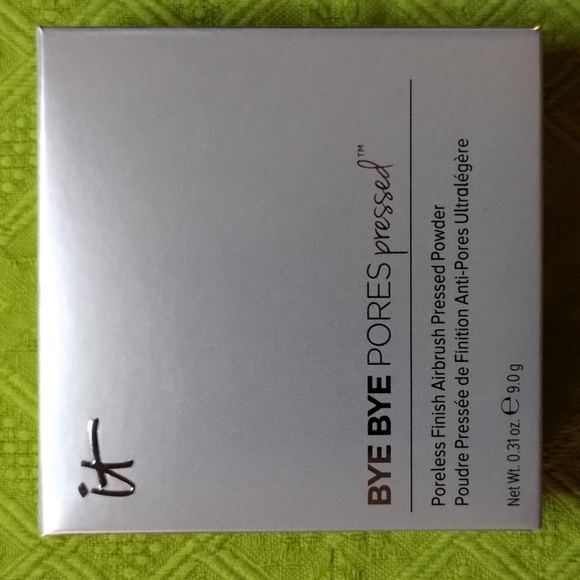 it
BYE BYE PORES pressed™
Poreless Finish Airbrush Pressed Powder
Poudre Pressée de Finition Anti-Pores Ultralégère
Net Wt. 0.31 oz. ℮ 9.0 g